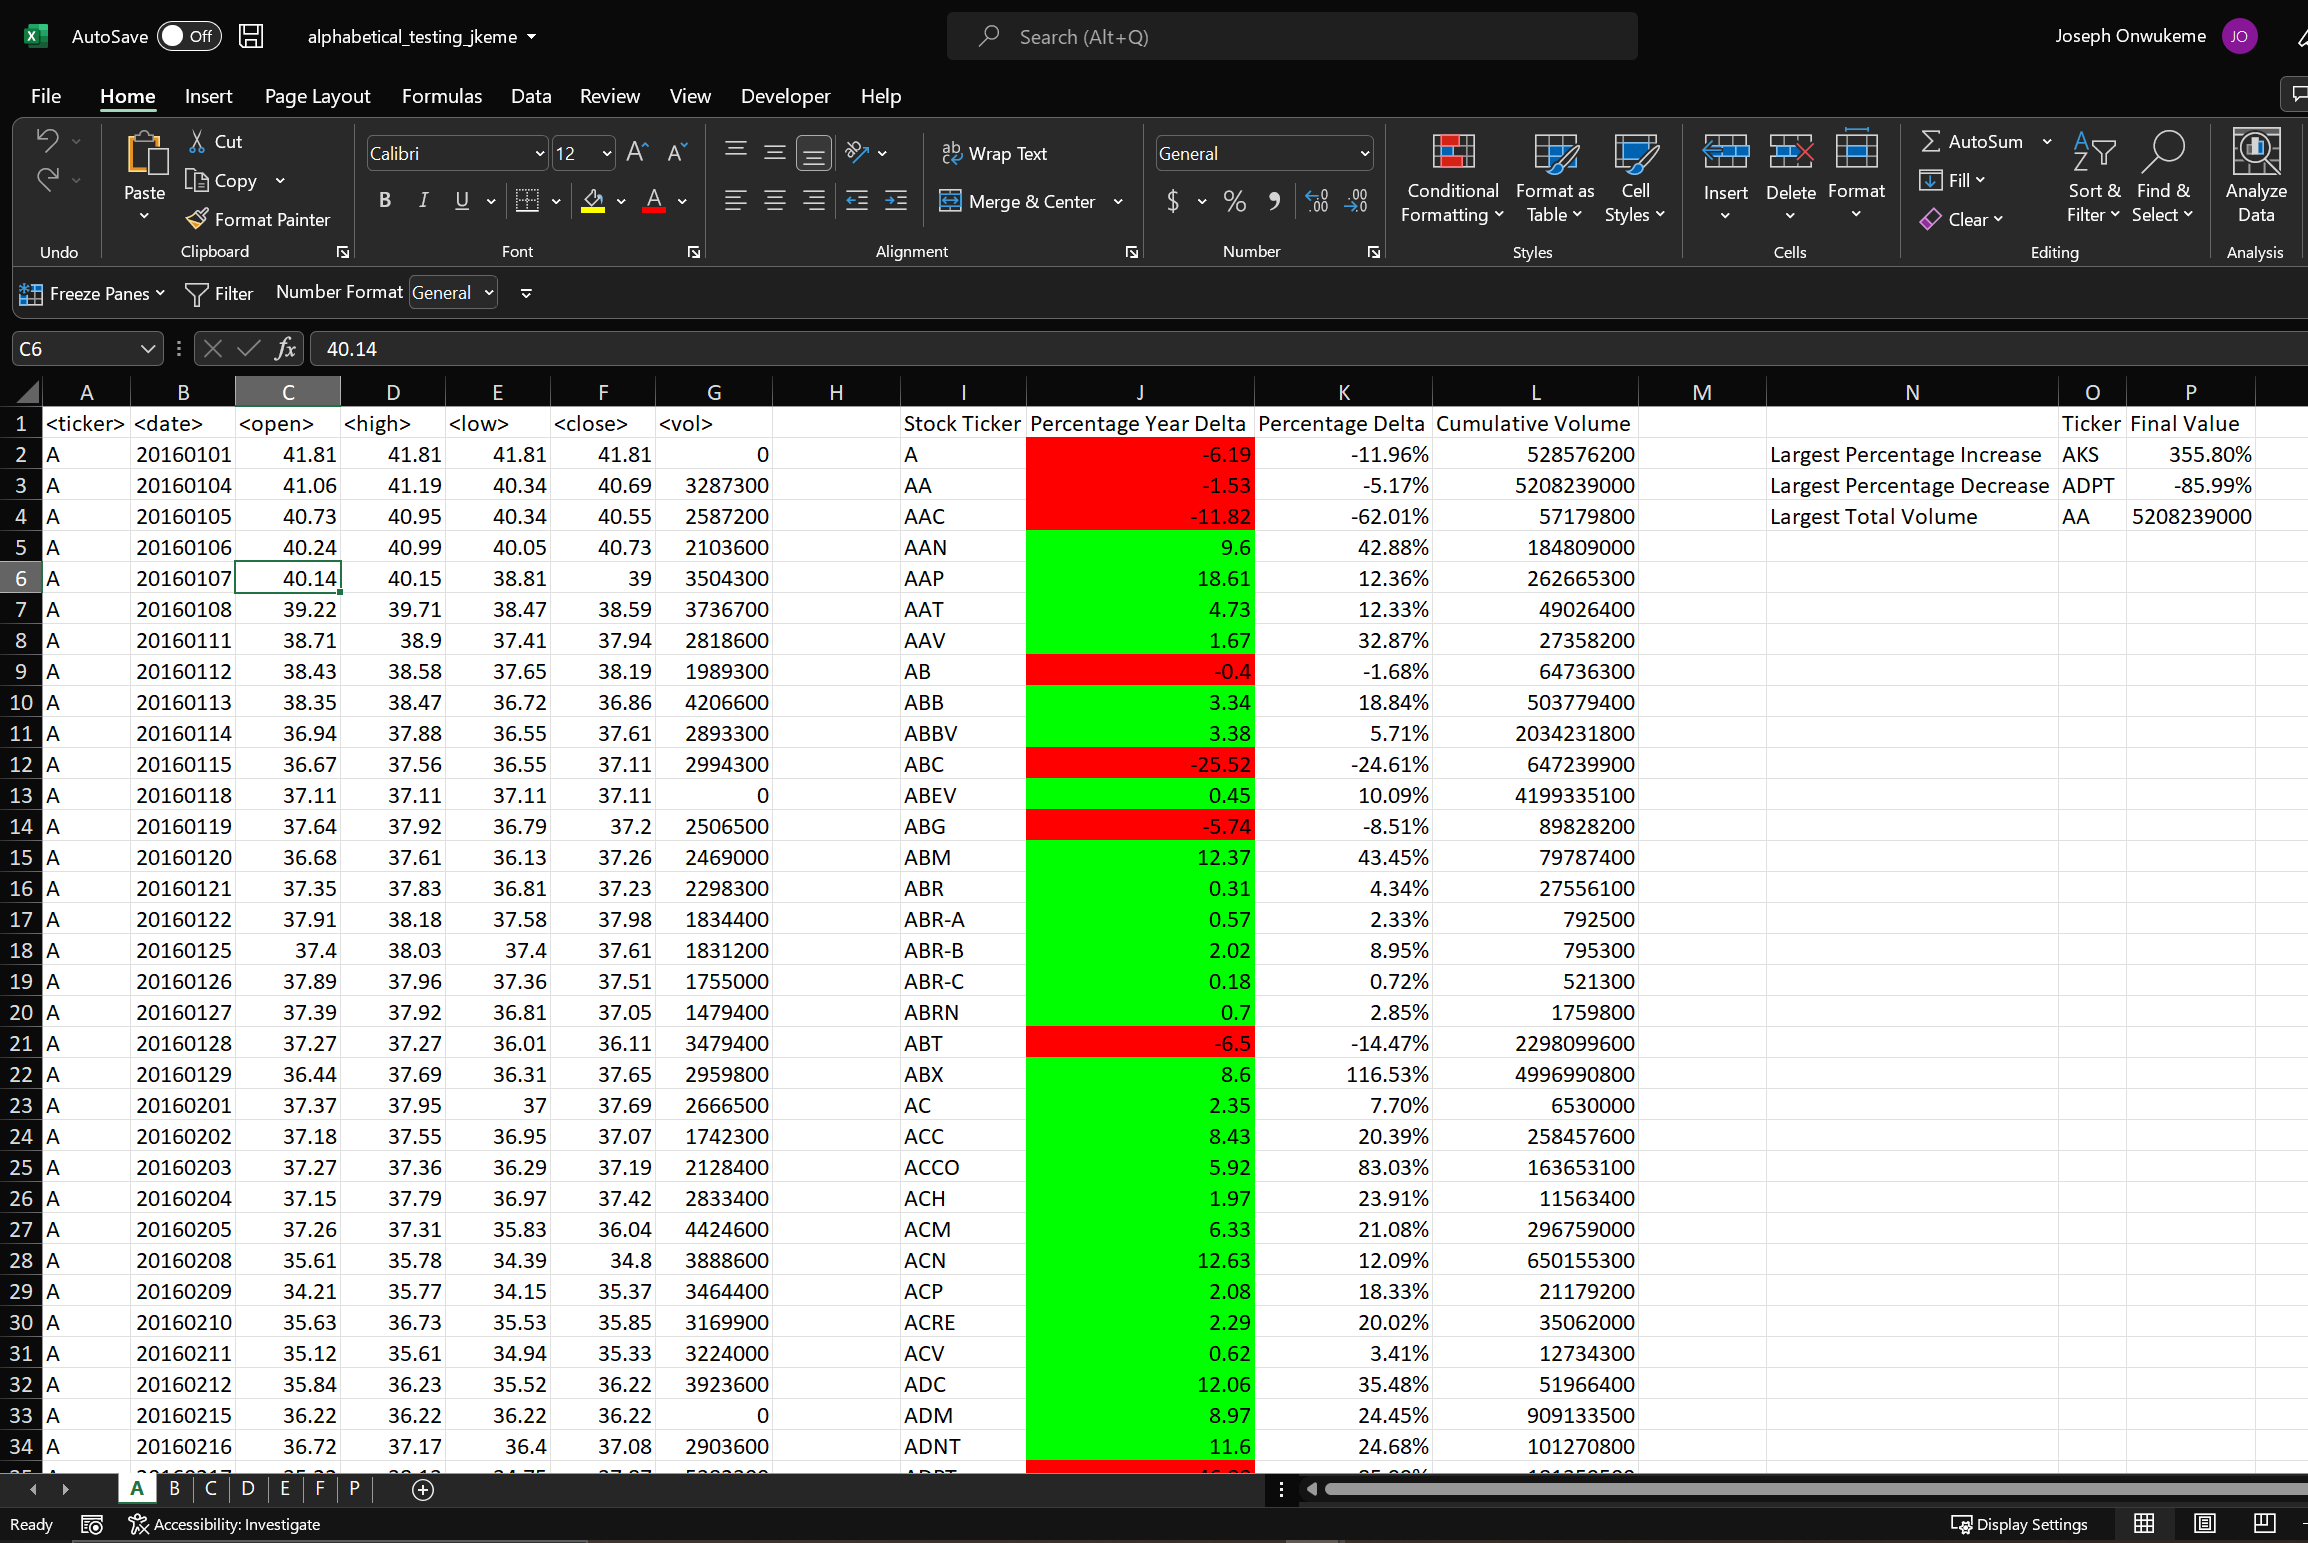 AutoSave Off alphabetical_testing_jkeme Search (Alt+Q) Joseph Onwukeme JO
File Home Insert Page Layout Formulas Data Review View Developer Help
Cut
Calibri 12 Wrap Text General AutoSum
Copy Fill
Paste Conditional Formatting Format as Table Cell Styles Insert Delete Format Sort & Filter Find & Select Analyze Data
B I U A Merge & Center $ %
Format Painter Clear
Undo Clipboard Font Alignment Number Styles Cells Editing Analysis
Freeze Panes Filter Number Format General
C6 fx 40.14
A B C D E F G H I J K L M N O P
1 <ticker> <date> <open> <high> <low> <close> <vol> Stock Ticker Percentage Year Delta Percentage Delta Cumulative Volume Ticker Final Value
2 A 20160101 41.81 41.81 41.81 41.81 0 A -6.19 -11.96% 528576200 Largest Percentage Increase AKS 355.80%
3 A 20160104 41.06 41.19 40.34 40.69 3287300 AA -1.53 -5.17% 5208239000 Largest Percentage Decrease ADPT -85.99%
4 A 20160105 40.73 40.95 40.34 40.55 2587200 AAC -11.82 -62.01% 57179800 Largest Total Volume AA 5208239000
5 A 20160106 40.24 40.99 40.05 40.73 2103600 AAN 9.6 42.88% 184809000
6 A 20160107 40.14 40.15 38.81 39 3504300 AAP 18.61 12.36% 262665300
7 A 20160108 39.22 39.71 38.47 38.59 3736700 AAT 4.73 12.33% 49026400
8 A 20160111 38.71 38.9 37.41 37.94 2818600 AAV 1.67 32.87% 27358200
9 A 20160112 38.43 38.58 37.65 38.19 1989300 AB -0.4 -1.68% 64736300
10 A 20160113 38.35 38.47 36.72 36.86 4206600 ABB 3.34 18.84% 503779400
11 A 20160114 36.94 37.88 36.55 37.61 2893300 ABBV 3.38 5.71% 2034231800
12 A 20160115 36.67 37.56 36.55 37.11 2994300 ABC -25.52 -24.61% 647239900
13 A 20160118 37.11 37.11 37.11 37.11 0 ABEV 0.45 10.09% 4199335100
14 A 20160119 37.64 37.92 36.79 37.2 2506500 ABG -5.74 -8.51% 89828200
15 A 20160120 36.68 37.61 36.13 37.26 2469000 ABM 12.37 43.45% 79787400
16 A 20160121 37.35 37.83 36.81 37.23 2298300 ABR 0.31 4.34% 27556100
17 A 20160122 37.91 38.18 37.58 37.98 1834400 ABR-A 0.57 2.33% 792500
18 A 20160125 37.4 38.03 37.4 37.61 1831200 ABR-B 2.02 8.95% 795300
19 A 20160126 37.89 37.96 37.36 37.51 1755000 ABR-C 0.18 0.72% 521300
20 A 20160127 37.39 37.92 36.81 37.05 1479400 ABRN 0.7 2.85% 1759800
21 A 20160128 37.27 37.27 36.01 36.11 3479400 ABT -6.5 -14.47% 2298099600
22 A 20160129 36.44 37.69 36.31 37.65 2959800 ABX 8.6 116.53% 4996990800
23 A 20160201 37.37 37.95 37 37.69 2666500 AC 2.35 7.70% 6530000
24 A 20160202 37.18 37.55 36.95 37.07 1742300 ACC 8.43 20.39% 258457600
25 A 20160203 37.27 37.36 36.29 37.19 2128400 ACCO 5.92 83.03% 163653100
26 A 20160204 37.15 37.79 36.97 37.42 2833400 ACH 1.97 23.91% 11563400
27 A 20160205 37.26 37.31 35.83 36.04 4424600 ACM 6.33 21.08% 296759000
28 A 20160208 35.61 35.78 34.39 34.8 3888600 ACN 12.63 12.09% 650155300
29 A 20160209 34.21 35.77 34.15 35.37 3464400 ACP 2.08 18.33% 21179200
30 A 20160210 35.63 36.73 35.53 35.85 3169900 ACRE 2.29 20.02% 35062000
31 A 20160211 35.12 35.61 34.94 35.33 3224000 ACV 0.62 3.41% 12734300
32 A 20160212 35.84 36.23 35.52 36.22 3923600 ADC 12.06 35.48% 51966400
33 A 20160215 36.22 36.22 36.22 36.22 0 ADM 8.97 24.45% 909133500
34 A 20160216 36.72 37.17 36.4 37.08 2903600 ADNT 11.6 24.68% 101270800
A B C D E F P
Ready Accessibility: Investigate Display Settings